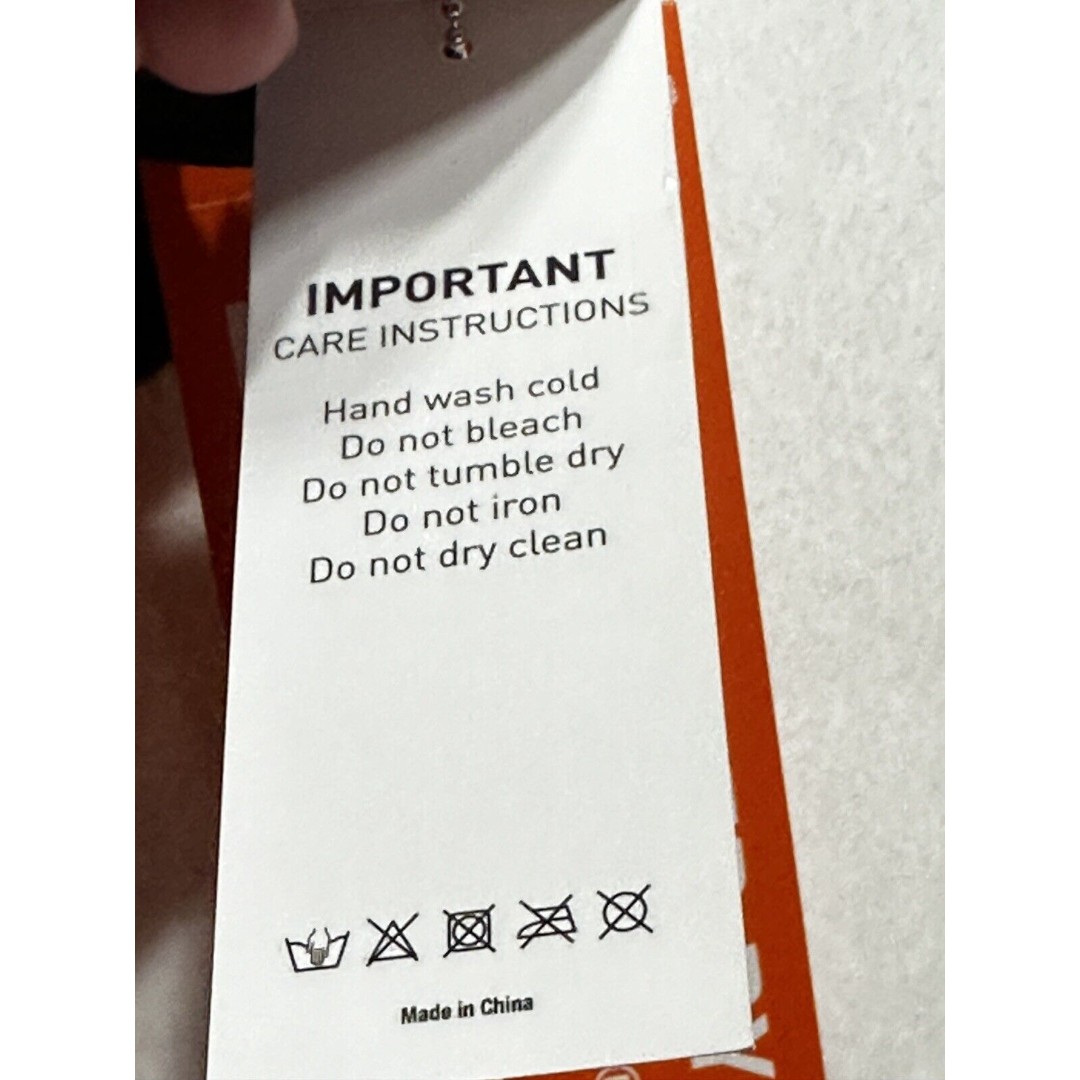 IMPORTANT
CARE INSTRUCTIONS
Hand wash cold
Do not bleach
Do not tumble dry
Do not iron
Do not dry clean
Made in China